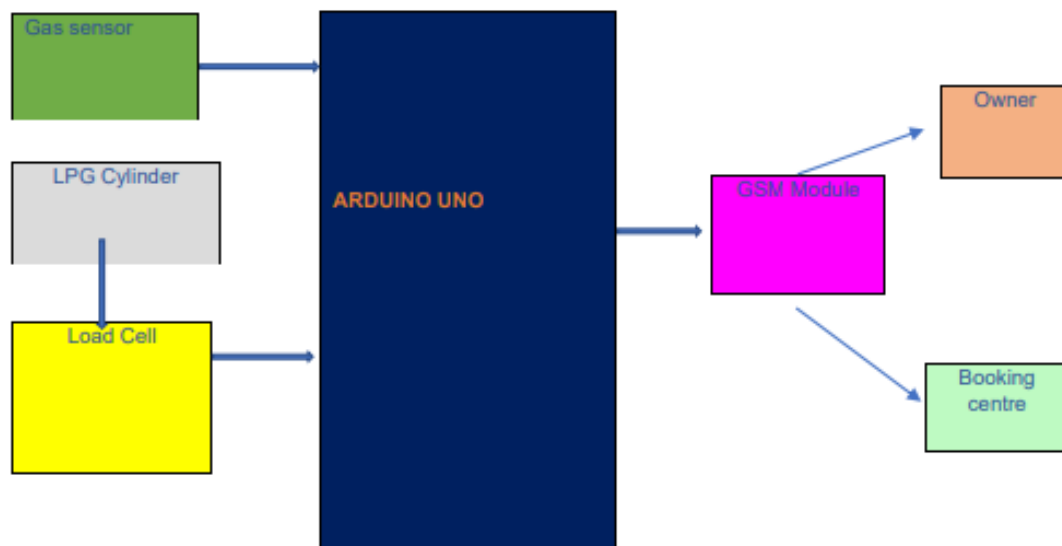 Gas sensor
LPG Cylinder
Load Cell
ARDUINO UNO
GSM Module
Owner
Booking
centre